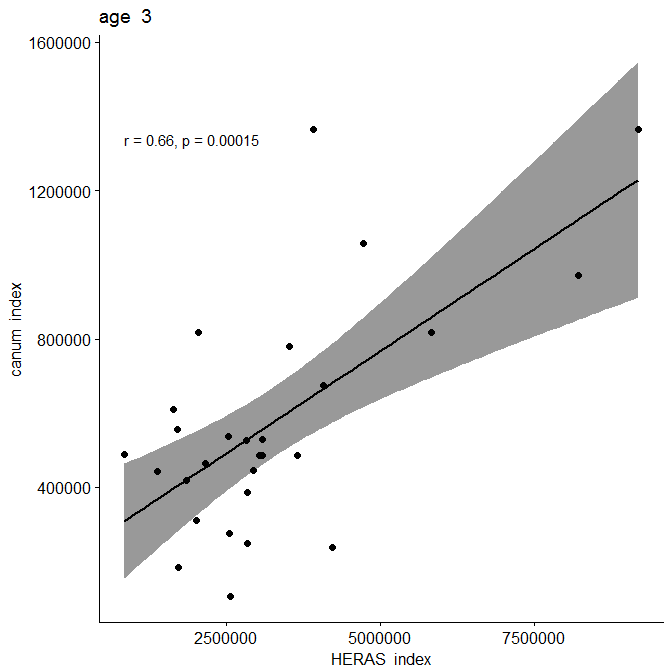 age 3
1600000
r = 0.66, p = 0.00015
1200000
canum index
800000
400000
2500000 5000000 7500000
HERAS index